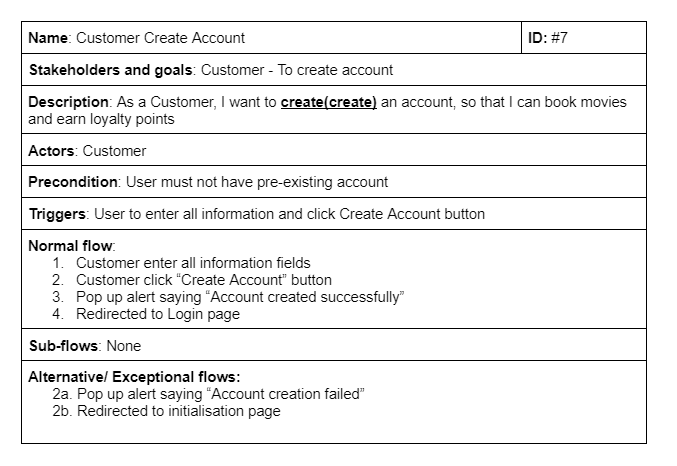 Name: Customer Create Account
ID: #7
Stakeholders and goals: Customer - To create account
Description: As a Customer, I want to create(create) an account, so that I can book movies
and earn loyalty points
Actors: Customer
Precondition: User must not have pre-existing account
Triggers: User to enter all information and click Create Account button
Normal flow:
1. Customer enter all information fields
2. Customer click “Create Account” button
3. Pop up alert saying “Account created successfully”
4. Redirected to Login page
Sub-flows: None
Alternative/ Exceptional flows:
2a. Pop up alert saying “Account creation failed”
2b. Redirected to initialisation page